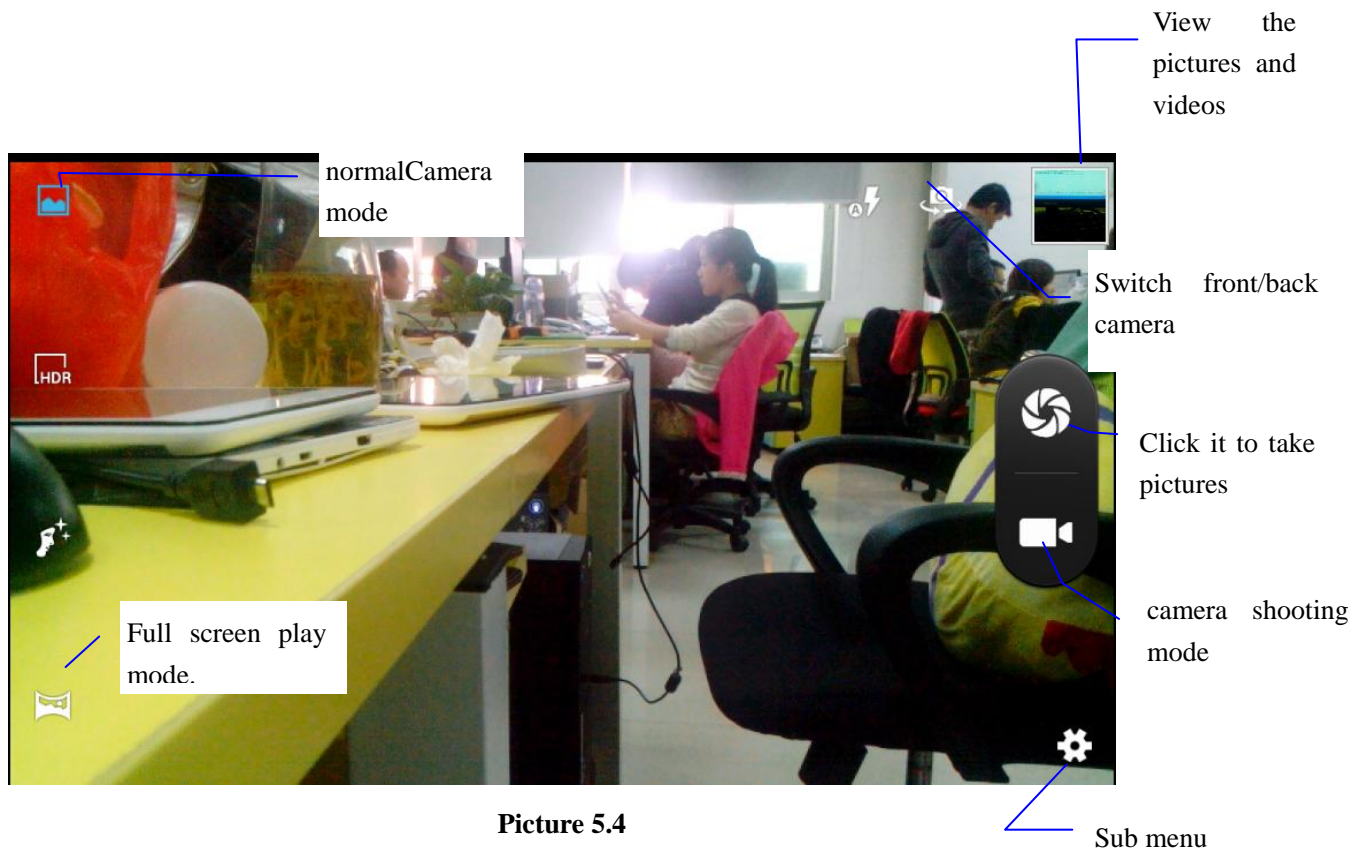 View the
pictures and
videos
normalCamera
mode
A
Switch front/back
camera
HDR
Click it to take
pictures
camera shooting
mode
Full screen play
mode.
Picture 5.4
Sub menu